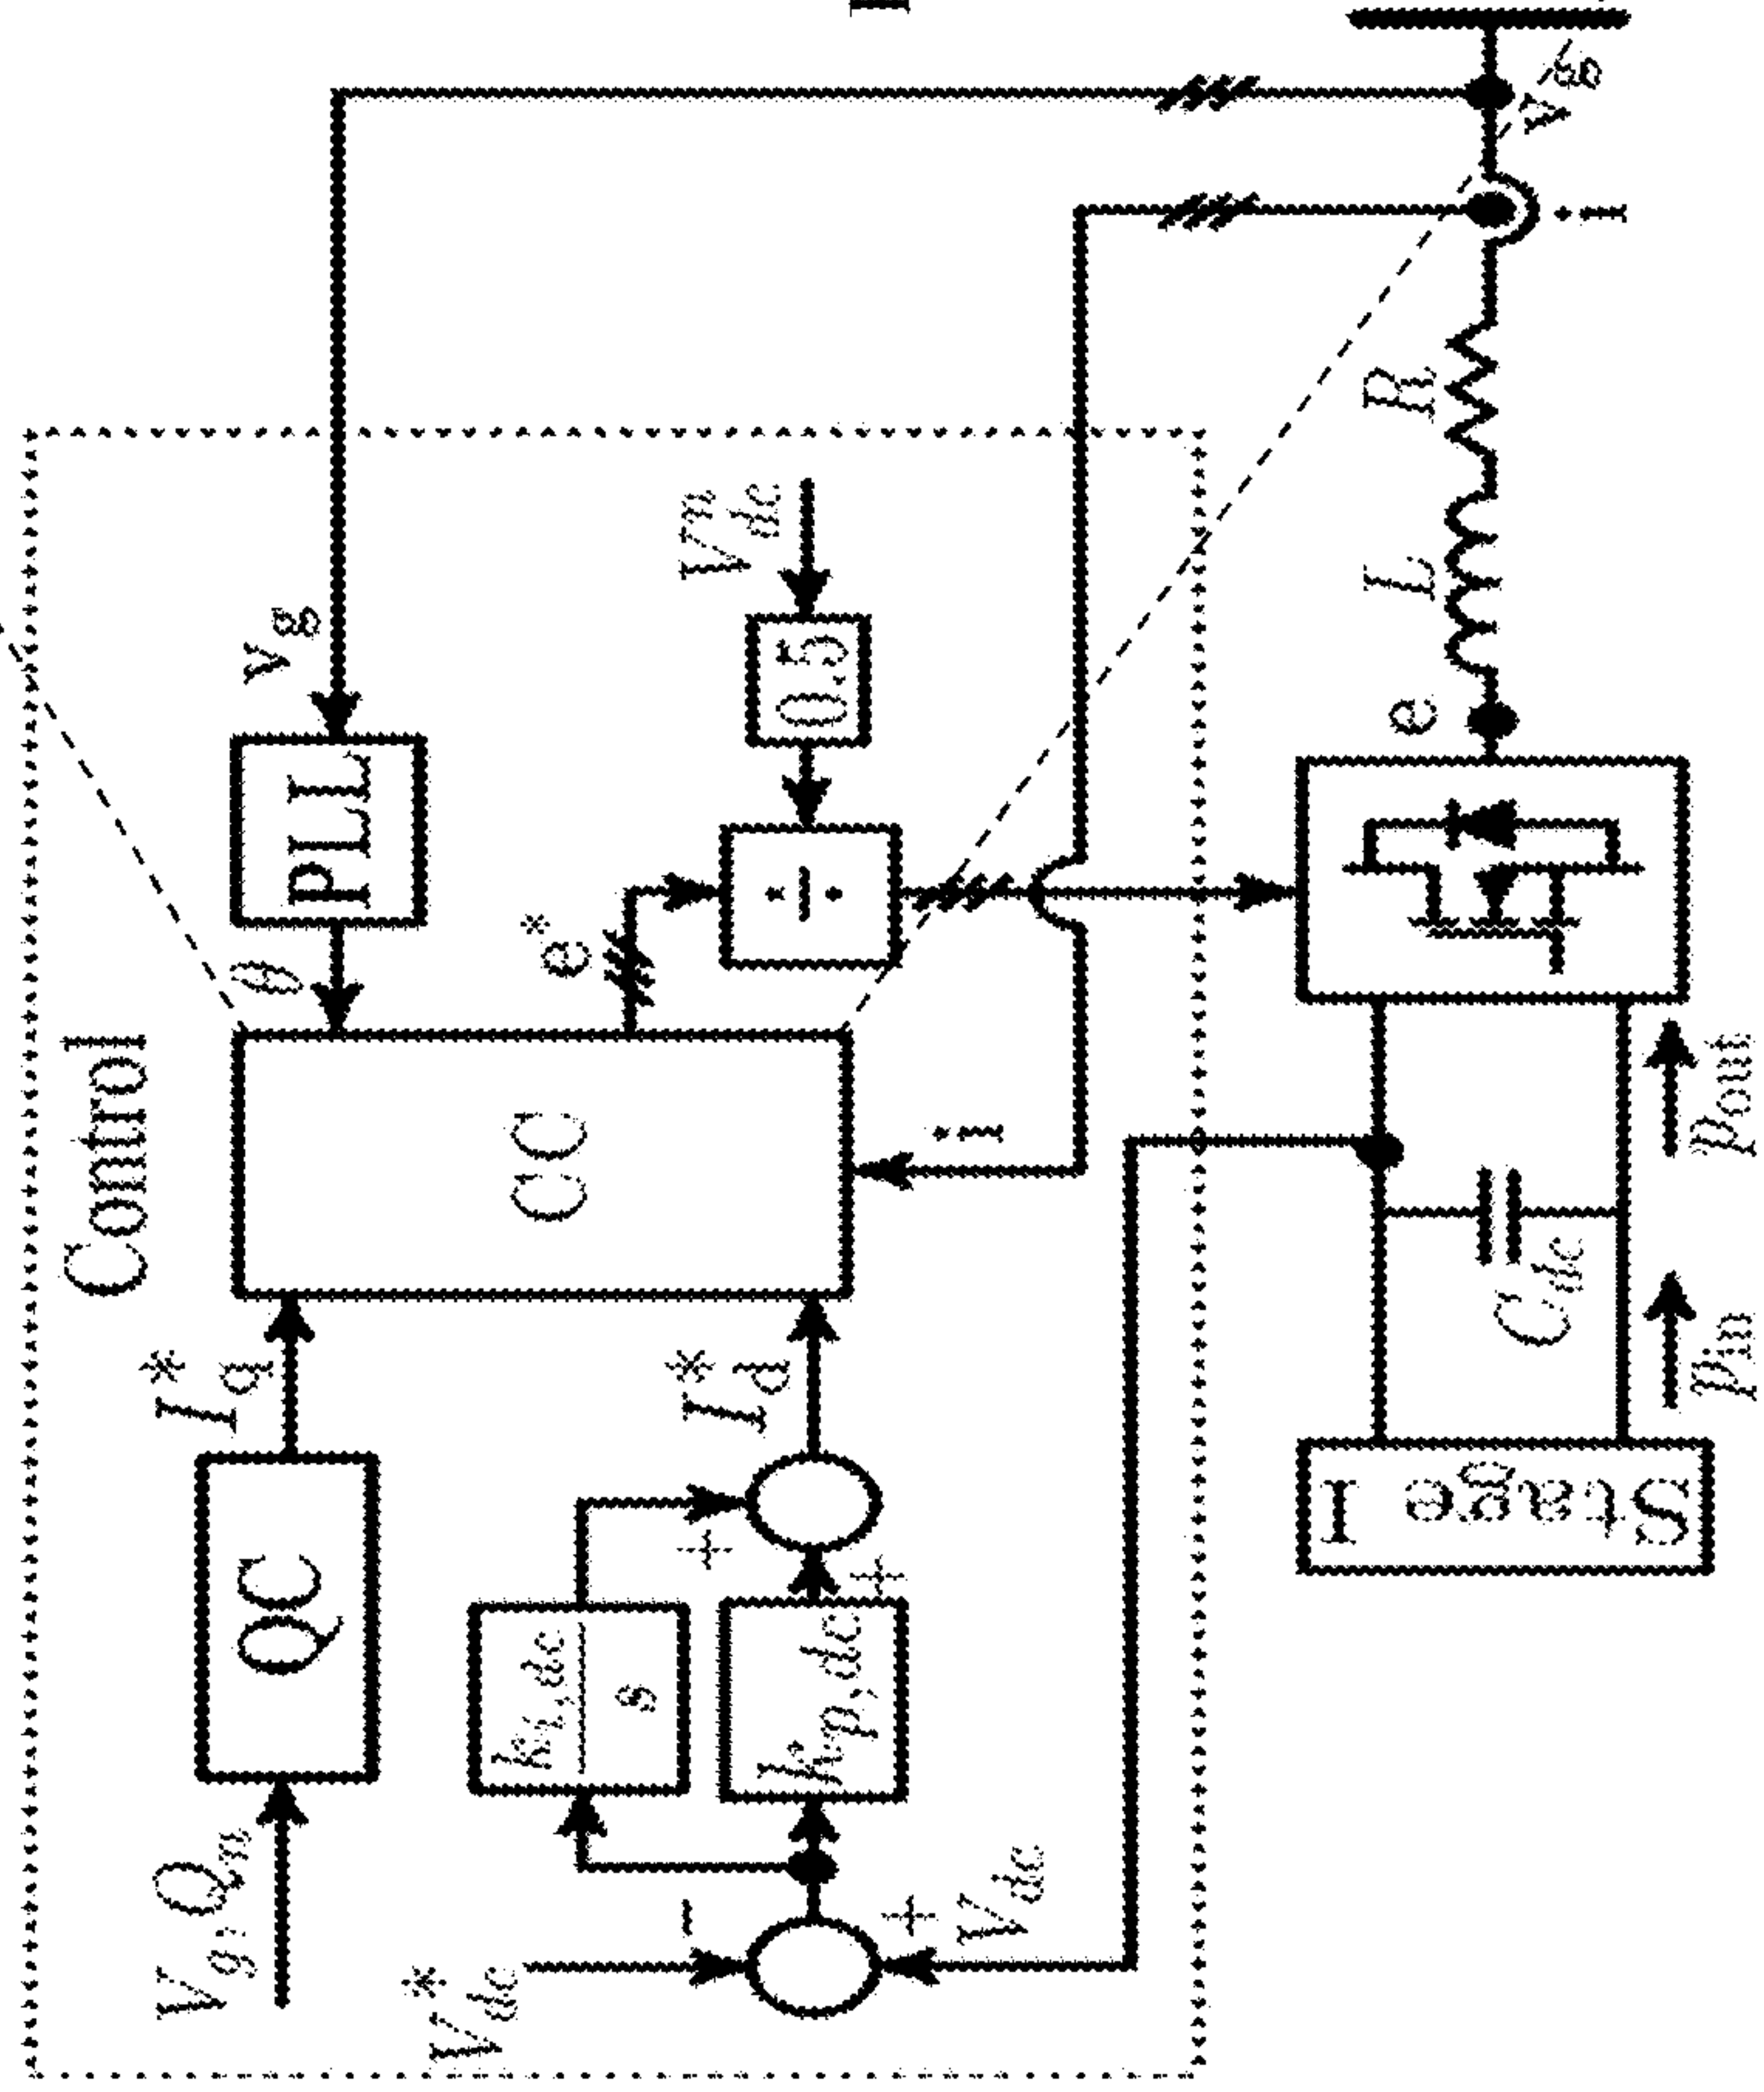 Control
V_g, Q_n
QC
I_q^*
θ
PLL
v_g
V_dc^*
-
+
V_dc
k_i,dc
s
k_p,dc
+
+
I_d^*
CC
i
e^*
÷
0.5
V_dc^n
Stage I
C_dc
p_in
p_out
e
L
R
i
v_g